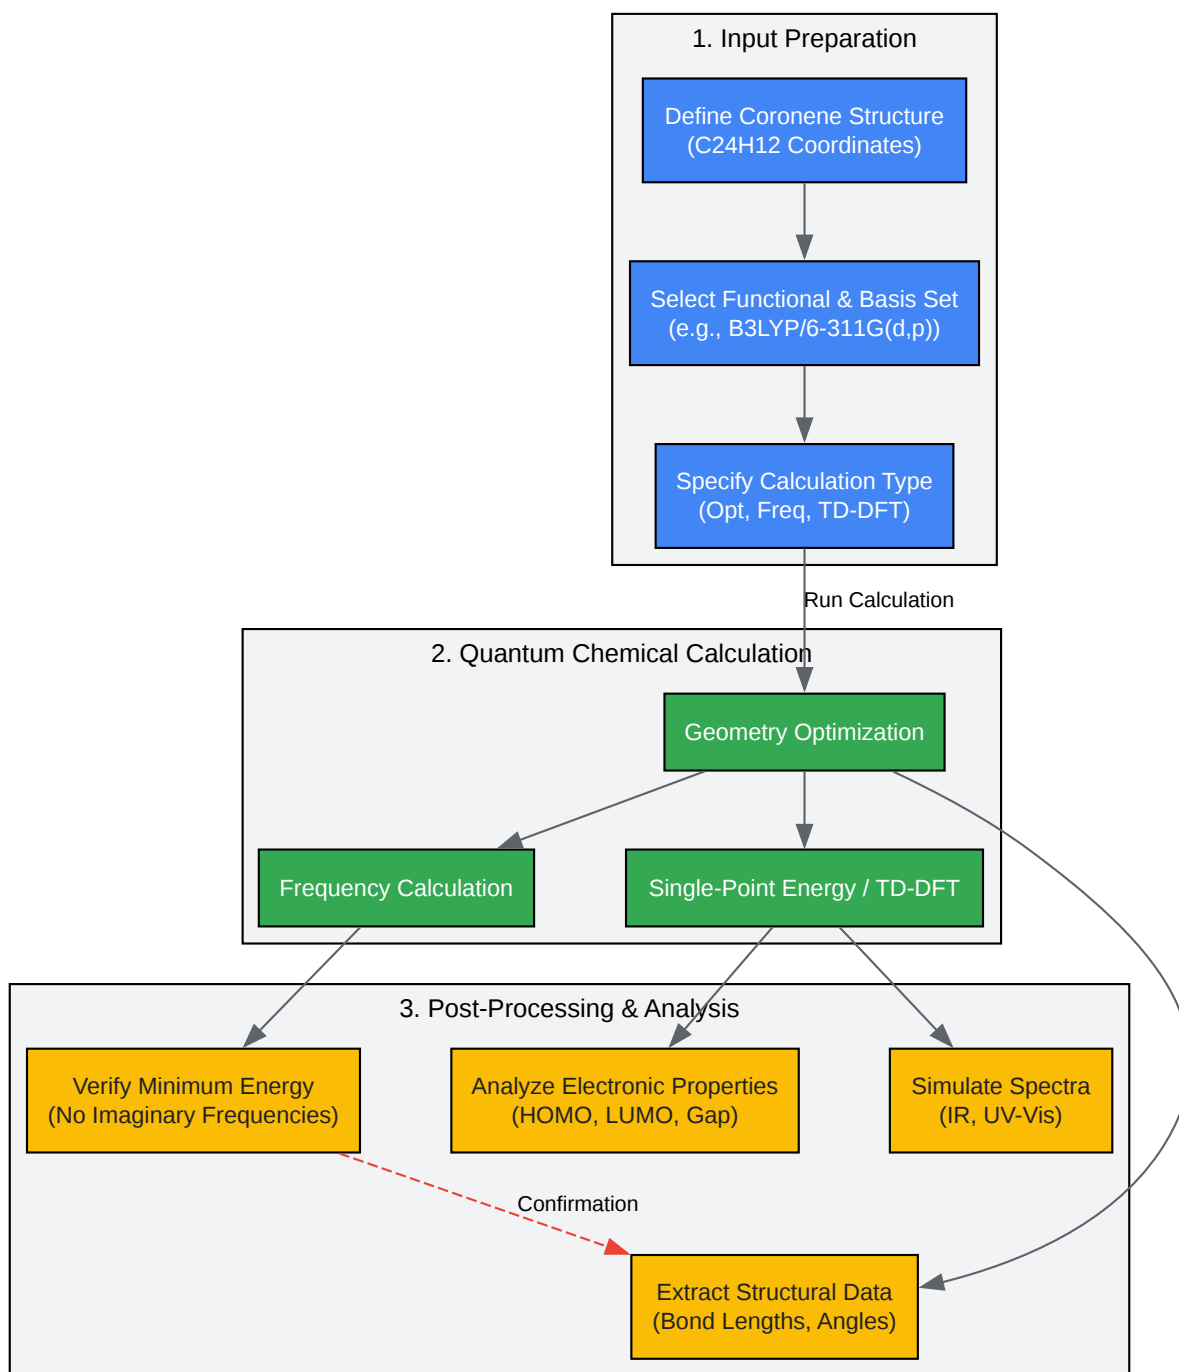 1. Input Preparation
Define Coronene Structure
(C24H12 Coordinates)
Select Functional & Basis Set
(e.g., B3LYP/6-311G(d,p))
Specify Calculation Type
(Opt, Freq, TD-DFT)
Run Calculation
2. Quantum Chemical Calculation
Geometry Optimization
Frequency Calculation
Single-Point Energy / TD-DFT
3. Post-Processing & Analysis
Verify Minimum Energy
(No Imaginary Frequencies)
Analyze Electronic Properties
(HOMO, LUMO, Gap)
Simulate Spectra
(IR, UV-Vis)
Confirmation
Extract Structural Data
(Bond Lengths, Angles)